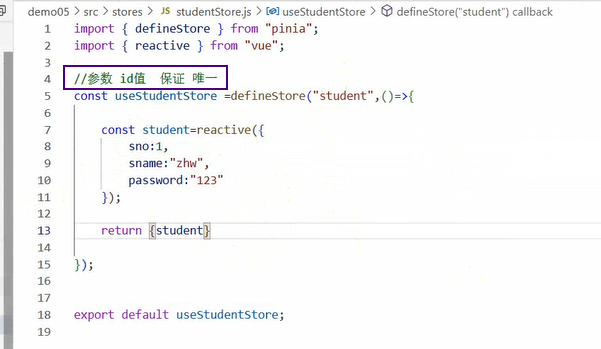 demo05 > src > stores > JS studentStore.js > useStudentStore > defineStore("student") callback
1 import { defineStore } from "pinia";
2 import { reactive } from "vue";
3
4 //参数 id值 保证 唯一
5 const useStudentStore =defineStore("student",()=>{
6
7 const student=reactive({
8 sno:1,
9 sname:"zhw",
10 password:"123"
11 });
12
13 return {student}
14
15 });
16
17
18 export default useStudentStore;
19